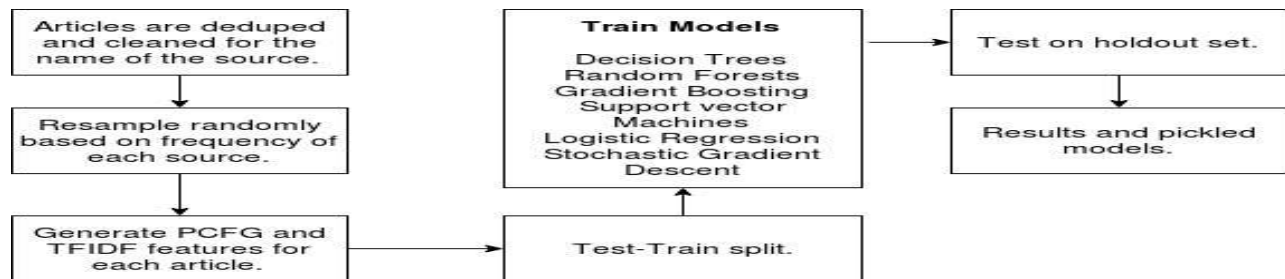 Articles are deduped
and cleaned for the
name of the source.
Resample randomly
based on frequency of
each source.
Generate PCFG and
TFIDF features for
each article.
Test-Train split.
Train Models
Decision Trees
Random Forests
Gradient Boosting
Support vector
Machines
Logistic Regression
Stochastic Gradient
Descent
Test on holdout set.
Results and pickled
models.